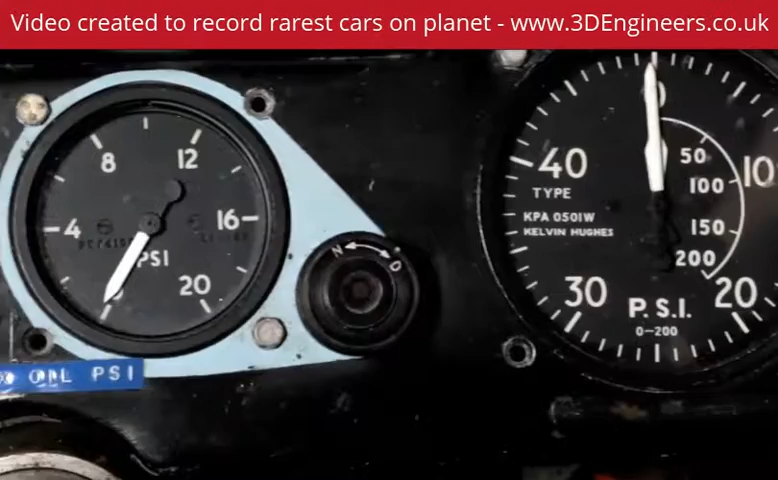 Video created to record rarest cars on planet - www.3DEngineers.co.uk
8
12
4
16
PSI
20
N D
OIL PSI
40
50
10
100
TYPE
KPA 0501W
KELVIN HUGHES
150
200
30
P.S.I.
20
0-200